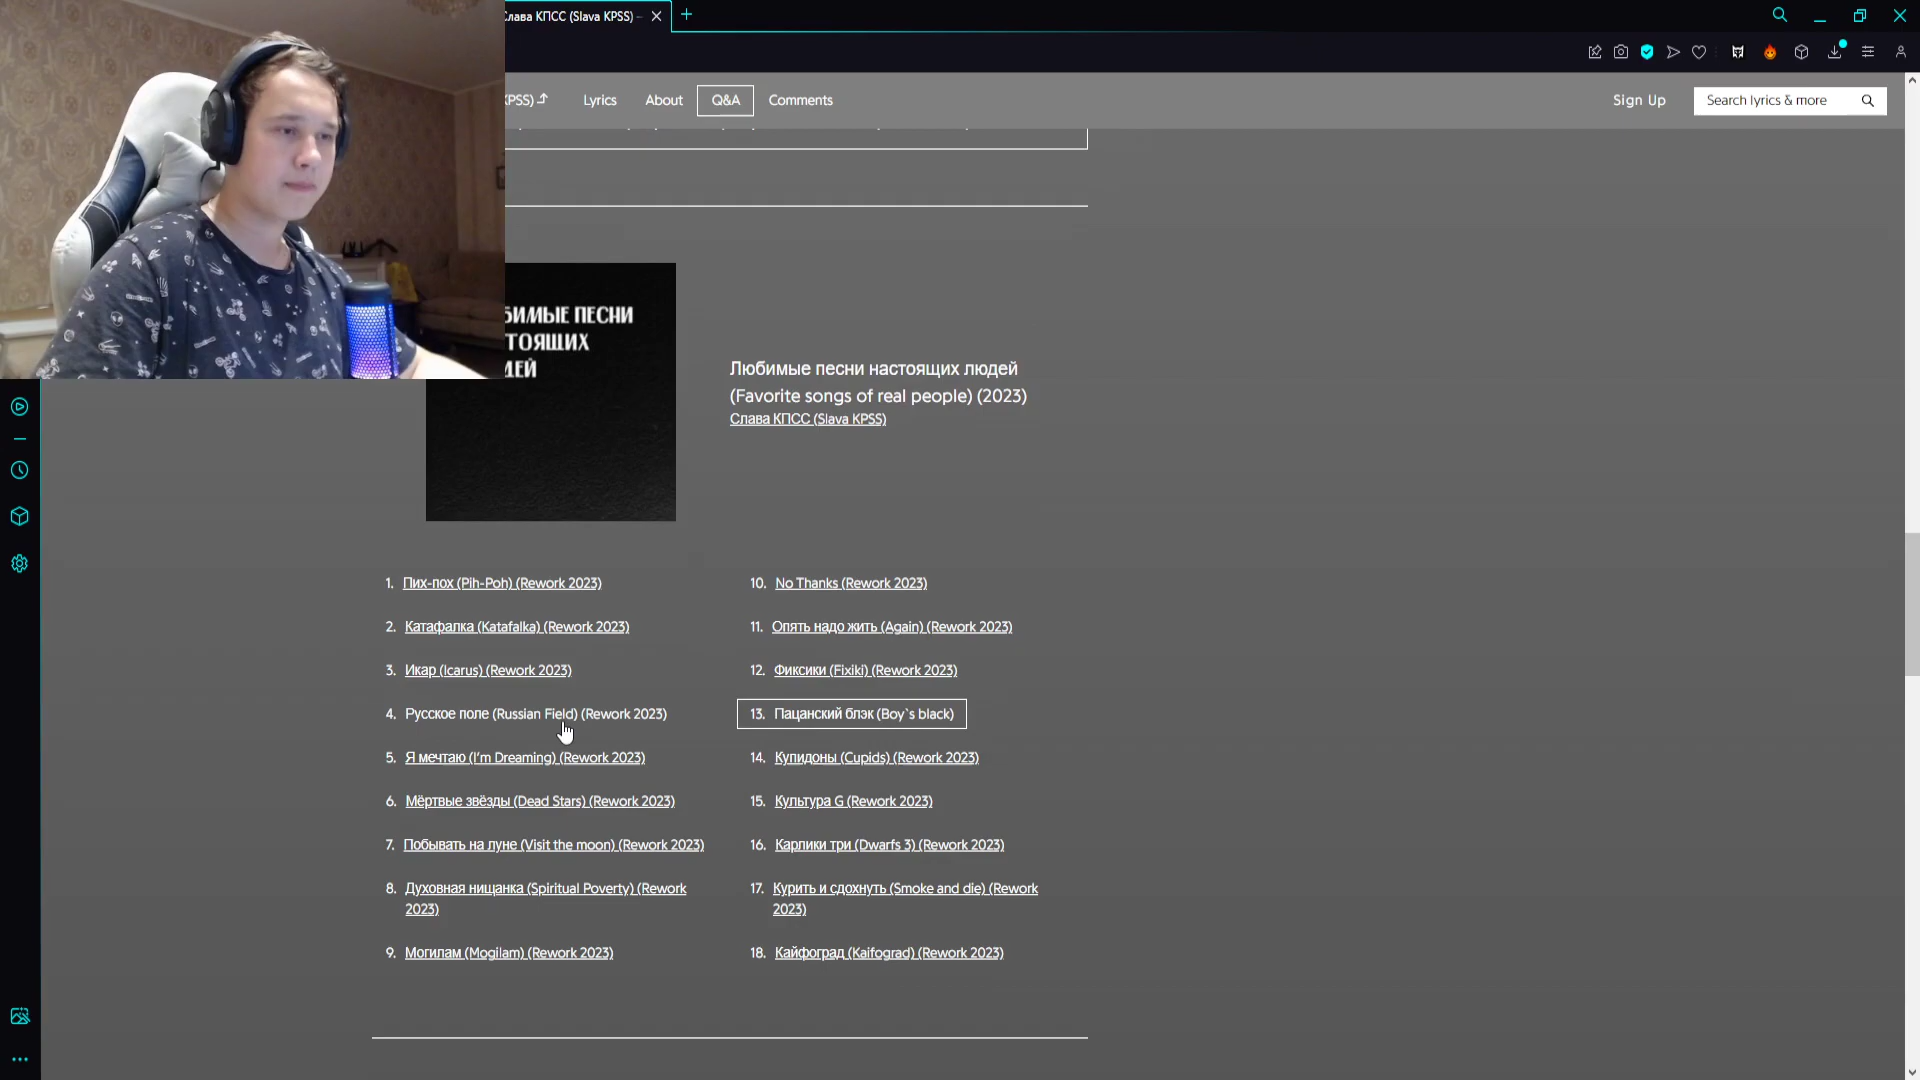 Слава КПСС (Slava KPSS) –
KPSS)
Lyrics
About
Q&A
Comments
Sign Up
Search lyrics & more
БИМЫЕ ПЕСНИ
ТОЯЩИХ
ДЕЙ
Любимые песни настоящих людей
(Favorite songs of real people) (2023)
Слава КПСС (Slava KPSS)
1. Пих-пох (Pih-Poh) (Rework 2023)
2. Катафалка (Katafalka) (Rework 2023)
3. Икар (Icarus) (Rework 2023)
4. Русское поле (Russian Field) (Rework 2023)
5. Я мечтаю (I'm Dreaming) (Rework 2023)
6. Мёртвые звёзды (Dead Stars) (Rework 2023)
7. Побывать на луне (Visit the moon) (Rework 2023)
8. Духовная нищанка (Spiritual Poverty) (Rework
2023)
9. Могилам (Mogilam) (Rework 2023)
10. No Thanks (Rework 2023)
11. Опять надо жить (Again) (Rework 2023)
12. Фиксики (Fixiki) (Rework 2023)
13. Пацанский блэк (Boy`s black)
14. Купидоны (Cupids) (Rework 2023)
15. Культура G (Rework 2023)
16. Карлики три (Dwarfs 3) (Rework 2023)
17. Курить и сдохнуть (Smoke and die) (Rework
2023)
18. Кайфоград (Kaifograd) (Rework 2023)